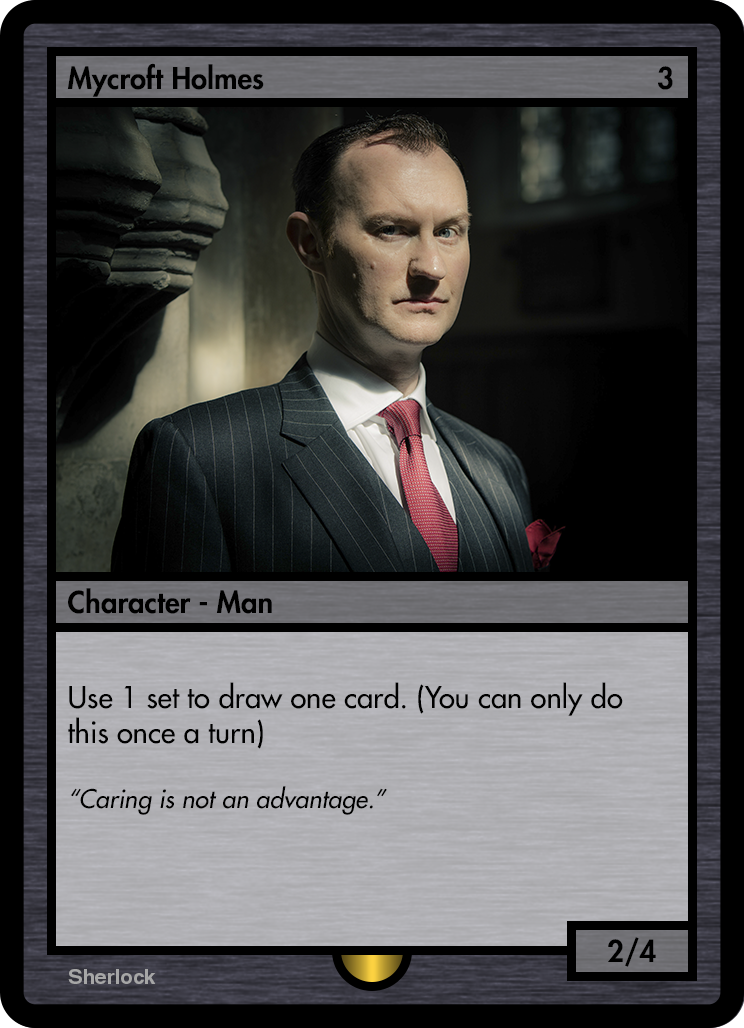 Mycroft Holmes 3
Character - Man
Use 1 set to draw one card. (You can only do
this once a turn)
“Caring is not an advantage.”
2/4
Sherlock